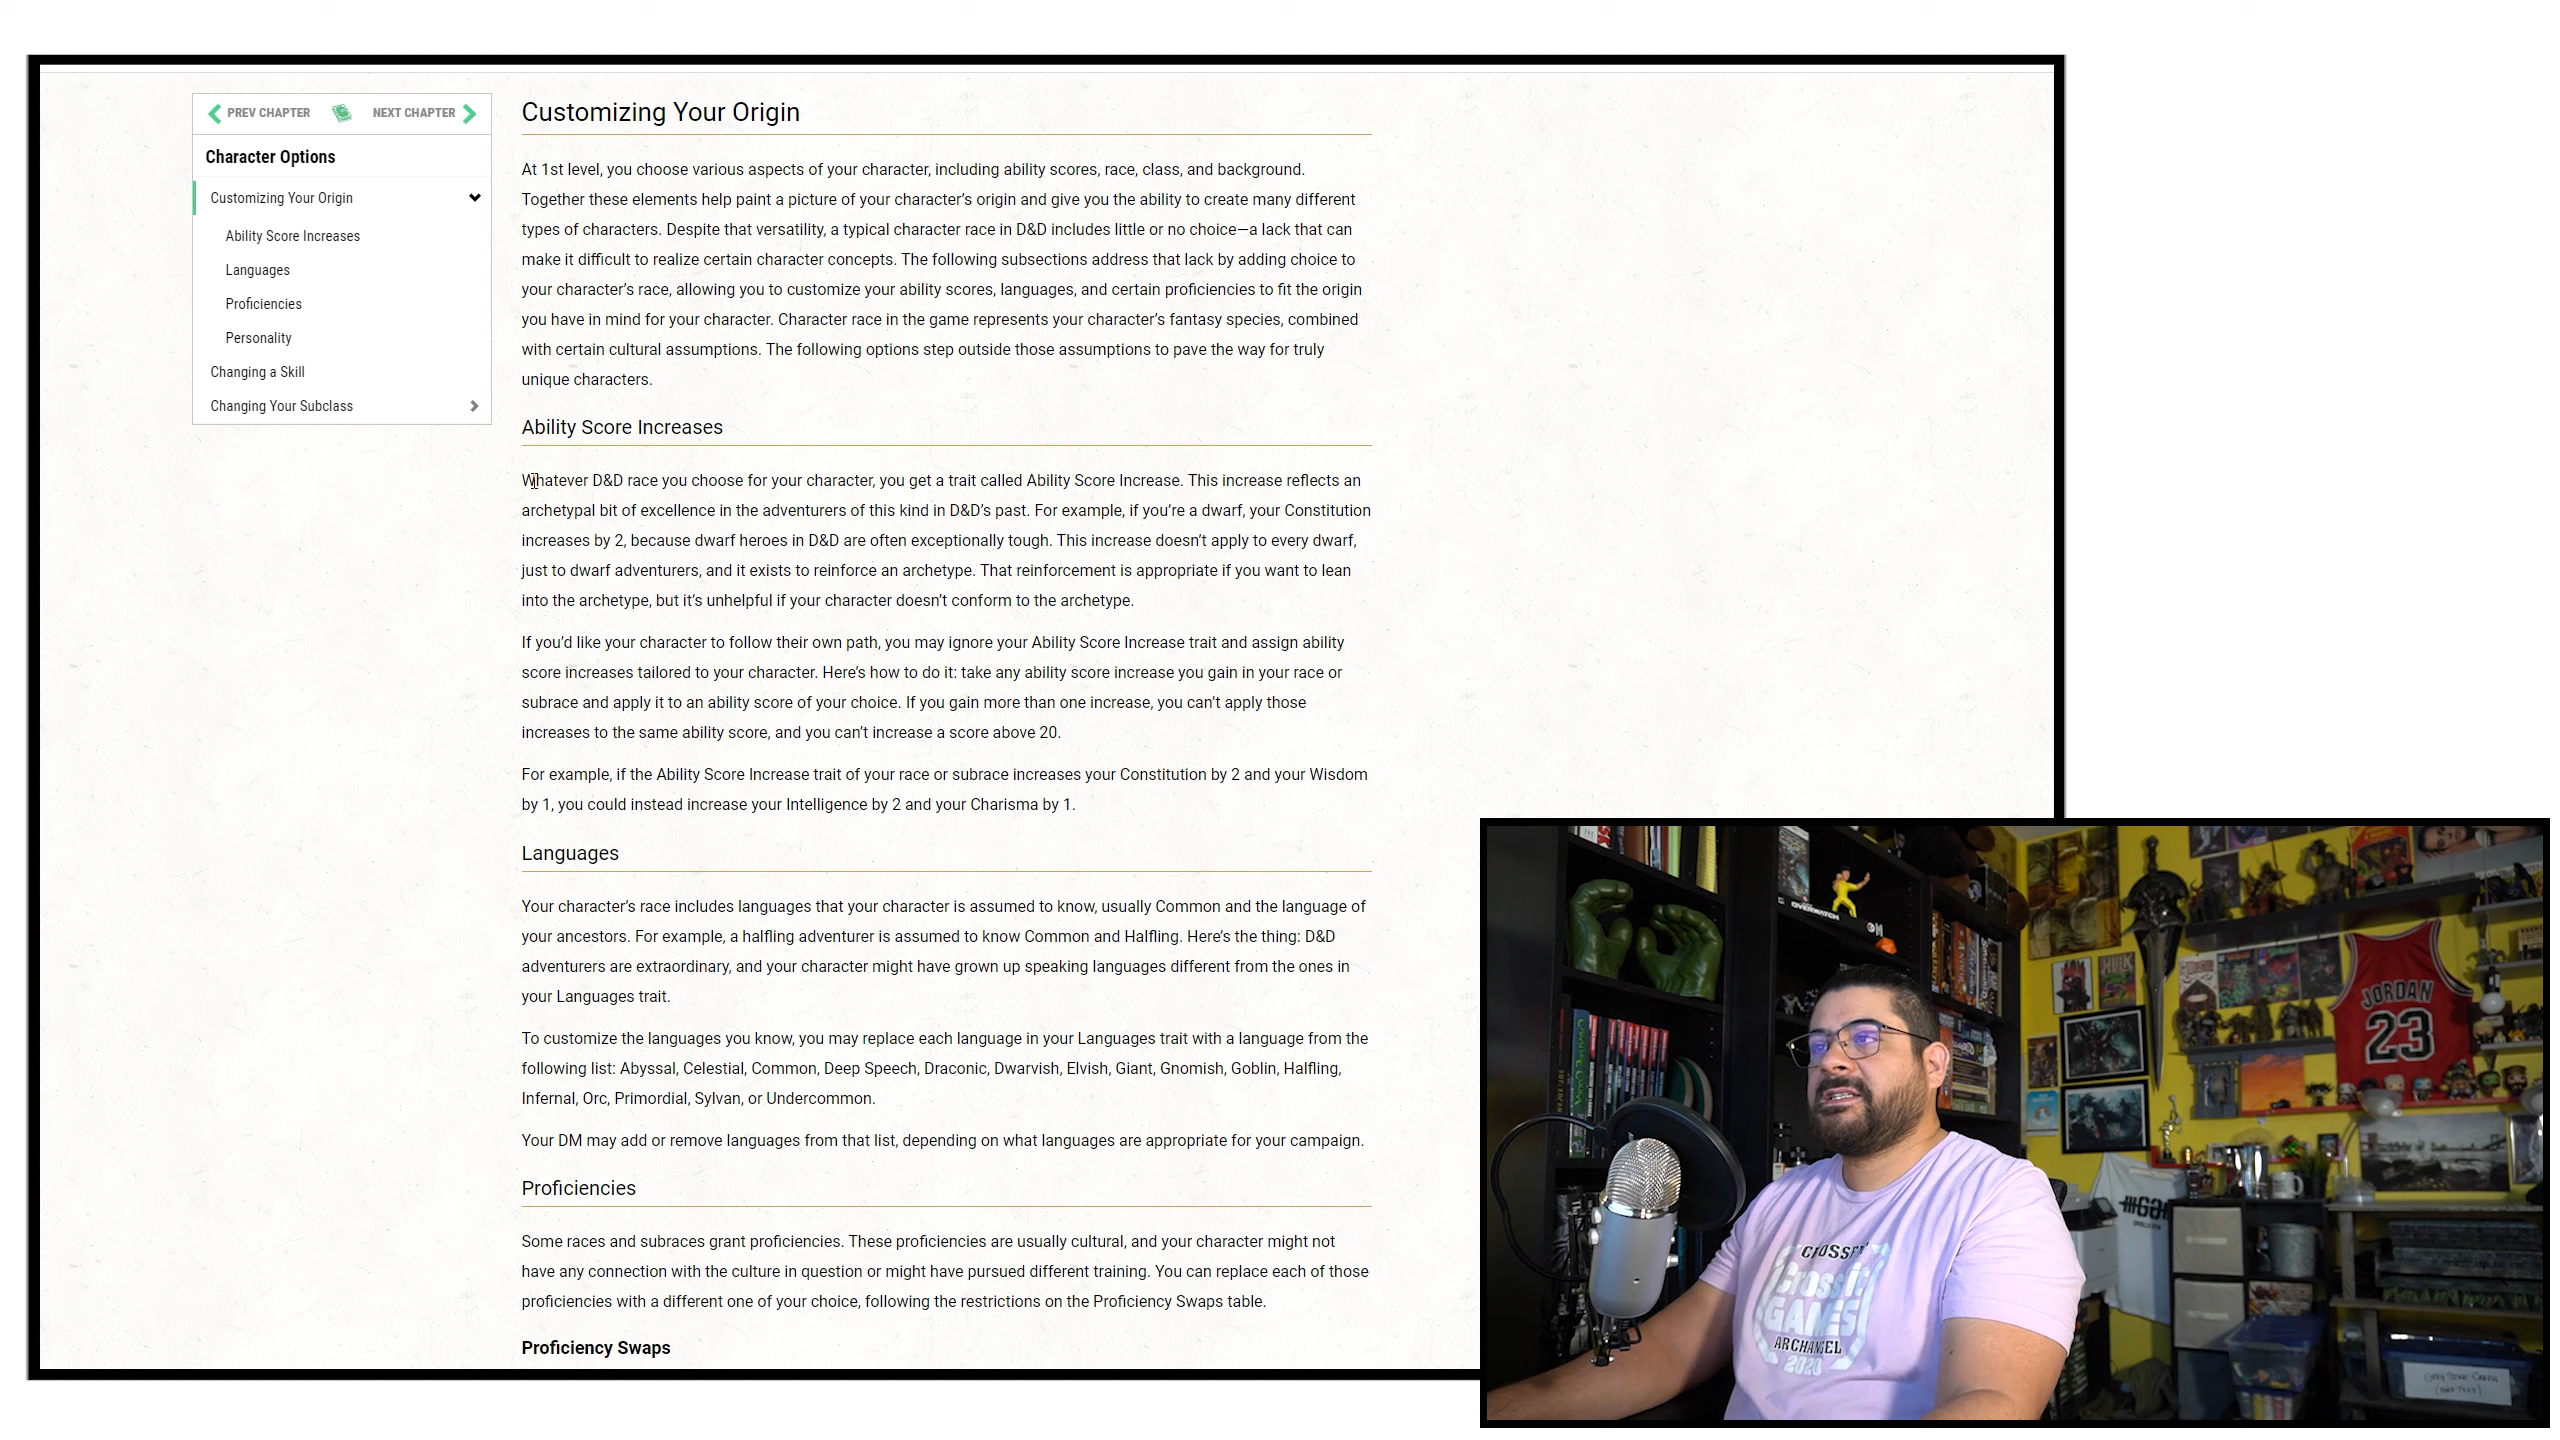 PREV CHAPTER
NEXT CHAPTER
Character Options
Customizing Your Origin
Ability Score Increases
Languages
Proficiencies
Personality
Changing a Skill
Changing Your Subclass
Customizing Your Origin
At 1st level, you choose various aspects of your character, including ability scores, race, class, and background.
Together these elements help paint a picture of your character’s origin and give you the ability to create many different
types of characters. Despite that versatility, a typical character race in D&D includes little or no choice—a lack that can
make it difficult to realize certain character concepts. The following subsections address that lack by adding choice to
your character’s race, allowing you to customize your ability scores, languages, and certain proficiencies to fit the origin
you have in mind for your character. Character race in the game represents your character’s fantasy species, combined
with certain cultural assumptions. The following options step outside those assumptions to pave the way for truly
unique characters.
Ability Score Increases
Whatever D&D race you choose for your character, you get a trait called Ability Score Increase. This increase reflects an
archetypal bit of excellence in the adventurers of this kind in D&D’s past. For example, if you’re a dwarf, your Constitution
increases by 2, because dwarf heroes in D&D are often exceptionally tough. This increase doesn’t apply to every dwarf,
just to dwarf adventurers, and it exists to reinforce an archetype. That reinforcement is appropriate if you want to lean
into the archetype, but it’s unhelpful if your character doesn’t conform to the archetype.
If you’d like your character to follow their own path, you may ignore your Ability Score Increase trait and assign ability
score increases tailored to your character. Here’s how to do it: take any ability score increase you gain in your race or
subrace and apply it to an ability score of your choice. If you gain more than one increase, you can’t apply those
increases to the same ability score, and you can’t increase a score above 20.
For example, if the Ability Score Increase trait of your race or subrace increases your Constitution by 2 and your Wisdom
by 1, you could instead increase your Intelligence by 2 and your Charisma by 1.
Languages
Your character’s race includes languages that your character is assumed to know, usually Common and the language of
your ancestors. For example, a halfling adventurer is assumed to know Common and Halfling. Here’s the thing: D&D
adventurers are extraordinary, and your character might have grown up speaking languages different from the ones in
your Languages trait.
To customize the languages you know, you may replace each language in your Languages trait with a language from the
following list: Abyssal, Celestial, Common, Deep Speech, Draconic, Dwarvish, Elvish, Giant, Gnomish, Goblin, Halfling,
Infernal, Orc, Primordial, Sylvan, or Undercommon.
Your DM may add or remove languages from that list, depending on what languages are appropriate for your campaign.
Proficiencies
Some races and subraces grant proficiencies. These proficiencies are usually cultural, and your character might not
have any connection with the culture in question or might have pursued different training. You can replace each of those
proficiencies with a different one of your choice, following the restrictions on the Proficiency Swaps table.
Proficiency Swaps
OVERWATCH
JORDAN
23
CrossFit
GAMES
ARCHANGEL
2020